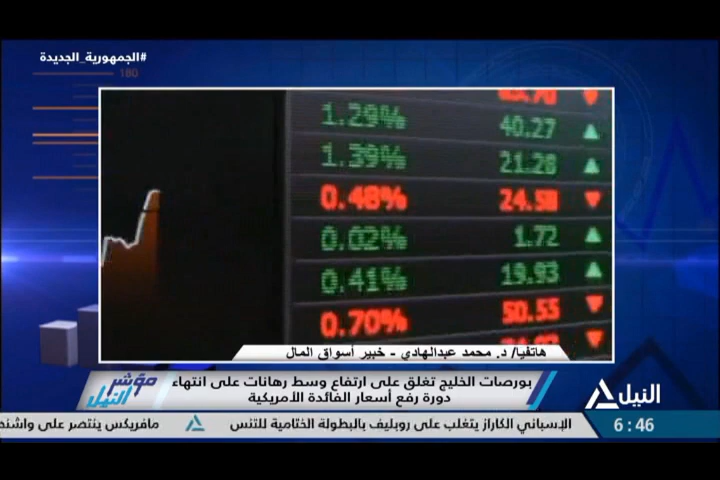 #الجمهورية_الجديدة
180
1.29% 40.27
1.39% 21.28
0.48% 24.58
0.02% 1.72
0.41% 19.93
0.70% 50.55
هاتفيا/ د. محمد عبدالهادي - خبير أسواق المال
مؤشر النيل
بورصات الخليج تغلق على ارتفاع وسط رهانات على انتهاء
دورة رفع أسعار الفائدة الأمريكية
النيل
الإسباني الكاراز يتغلب على روبليف بالبطولة الختامية للتنس
مافريكس ينتصر على
6:46